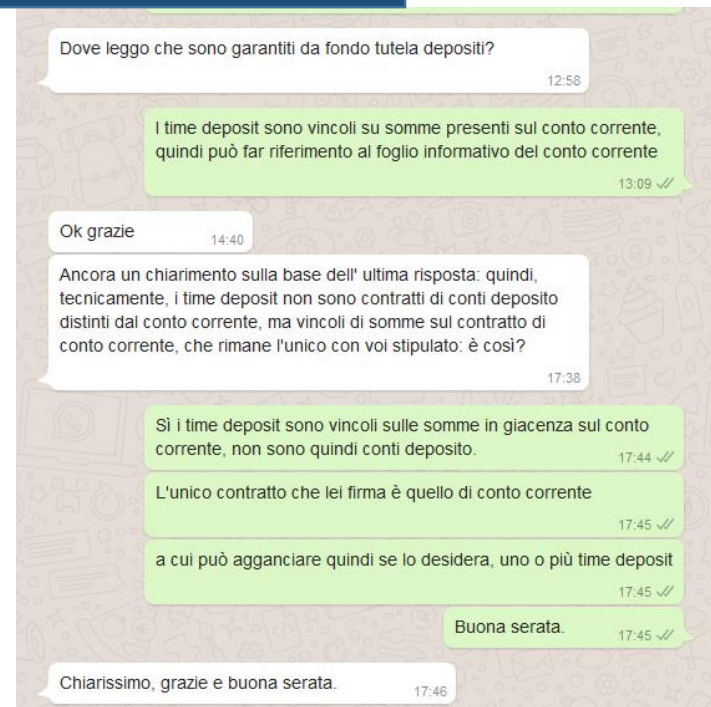 Dove leggo che sono garantiti da fondo tutela depositi?
12:58
I time deposit sono vincoli su somme presenti sul conto corrente,
quindi può far riferimento al foglio informativo del conto corrente
13:09
Ok grazie
14:40
Ancora un chiarimento sulla base dell' ultima risposta: quindi,
tecnicamente, i time deposit non sono contratti di conti deposito
distinti dal conto corrente, ma vincoli di somme sul contratto di
conto corrente, che rimane l'unico con voi stipulato: è così?
17:38
Sì i time deposit sono vincoli sulle somme in giacenza sul conto
corrente, non sono quindi conti deposito.
17:44
L'unico contratto che lei firma è quello di conto corrente
17:45
a cui può agganciare quindi se lo desidera, uno o più time deposit
17:45
Buona serata.
17:45
Chiarissimo, grazie e buona serata.
17:46